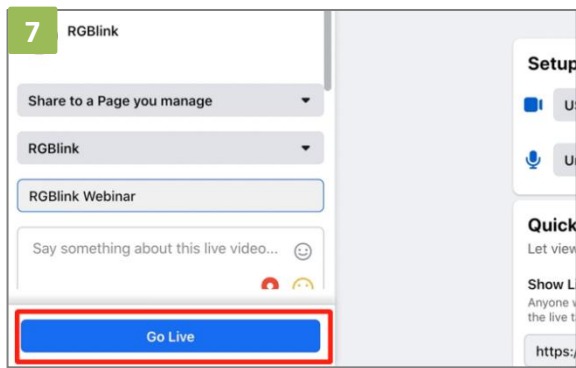 7
RGBlink
Share to a Page you manage
RGBlink
RGBlink Webinar
Say something about this live video...
Go Live
Setup
Quick
Let view
Show Li
Anyone w
the live t
https:/